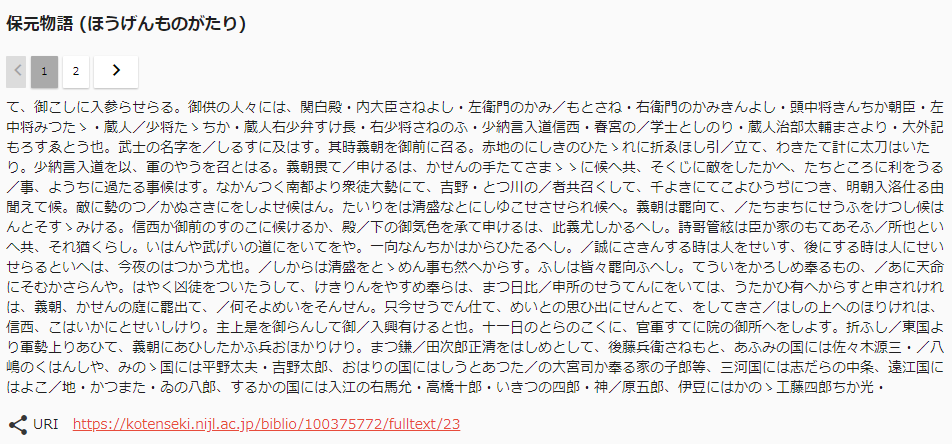 保元物語 (ほうげんものがたり)
1 2
て、御こしに入参らせらる。御供の人々には、関白殿・内大臣さねよし・左衛門のかみ／もとさね・右衛門のかみきんよし・頭中将きんちか朝臣・左
中将みつたゝ・蔵人／少将たゝちか・蔵人右少弁すけ長・右少将さねのふ・少納言入道信西・春宮の／学士としのり・蔵人治部太輔まさより・大外記
もろすゑとう也。武士の名字を／しるすに及はす。其時義朝を御前に召る。赤地のにしきのひたゝれに折ゑほし引／立て、わきたて計に太刀はいた
り。少納言入道を以、軍のやうを召とはる。義朝畏て／申けるは、かせんの手たてさまゝゝに候へ共、そくじに敵をしたかへ、たちところに利をうる
／事、ようちに過たる事候はす。なかんつく南都より衆徒大勢にて、吉野・とつ川の／者共召くして、千よきにてこよひうぢにつき、明朝入洛仕る由
聞えて候。敵に勢のつ／かぬさきにをしよせ候はん。たいりをは清盛なとにしゆこせさせられ候へ。義朝は罷向て、／たちまちにせうふをけつし候は
んとそすゝみける。信西か御前のすのこに候けるか、殿／下の御気色を承て申けるは、此義尤しかるへし。詩哥管絃は臣か家のもてあそふ／所也とい
へ共、それ猶くらし。いはんや武げいの道にをいてをや。一向なんちかはからひたるへし。／誠にさきんする時は人をせいす、後にする時は人にせい
せらるといへは、今夜のはつかう尤也。／しからは清盛をとゝめん事も然へからす。ふしは皆々罷向ふへし。てういをかろしめ奉るもの、／あに天命
にそむかさらんや。はやく凶徒をついたうして、けきりんをやすめ奉らは、まつ日比／申所のせうてんにをいては、うたかひ有へからすと申されけれ
は、義朝、かせんの庭に罷出て、／何そよめいをそんせん。只今せうでん仕て、めいとの思ひ出にせんとて、をしてきさ／はしの上へのほりければ、
信西、こはいかにとせいしけり。主上是を御らんして御／入興有けると也。十一日のとらのこくに、官軍すてに院の御所へをしよす。折ふし／東国よ
り軍勢上りあひて、義朝にあひしたかふ兵おほかりけり。まつ鎌／田次郎正清をはしめとして、後藤兵衛さねもと、あふみの国には佐々木源三・／八
嶋のくはんしや、みのゝ国には平野太夫・吉野太郎、おはりの国にはしうとあつた／の大宮司か奉る家の子郎等、三河国には志だらの中条、遠江国に
はよこ／地・かつまた・ゐの八郎、するかの国には入江の右馬允・高橋十郎・いきつの四郎・神／原五郎、伊豆にはかのゝ工藤四郎ちか光・
URI https://kotenseki.nijl.ac.jp/biblio/100375772/fulltext/23